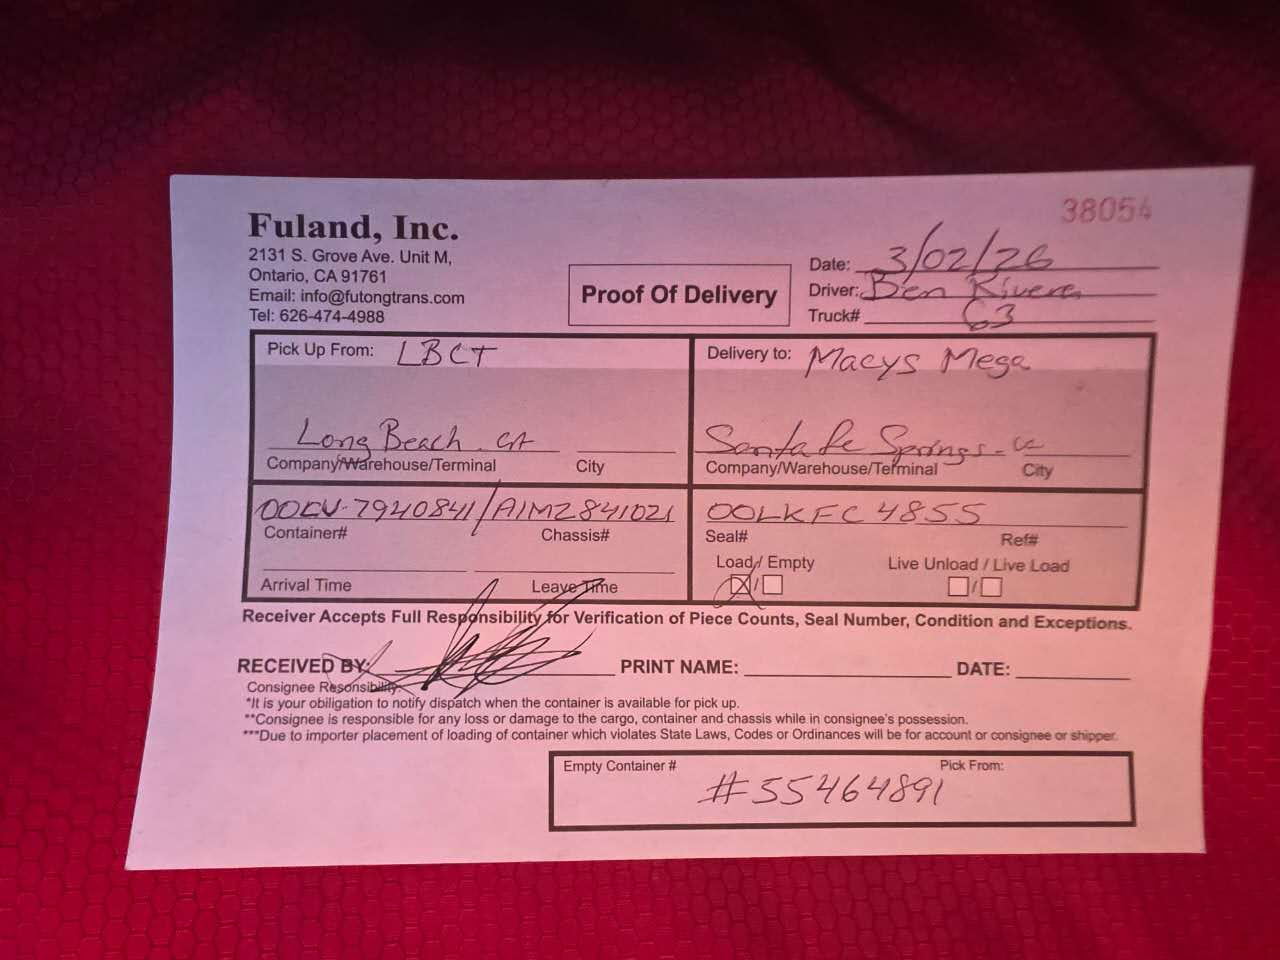 38054
Fuland, Inc.
2131 S. Grove Ave. Unit M,
Ontario, CA 91761
Email: info@futongtrans.com
Tel: 626-474-4988
Proof Of Delivery
Date: 3/02/26
Driver: Ben Rivera
Truck# 63
Pick Up From: LBCT
Long Beach CA
Company/Warehouse/Terminal City
Delivery to: Macys Mega
Santa Fe Springs
Company/Warehouse/Terminal City
OOCU-7940841/AIMZ841021
Container# Chassis#
Arrival Time Leave Time
OOLKFC4855
Seal# Ref#
Load / Empty Live Unload / Live Load
Receiver Accepts Full Responsibility for Verification of Piece Counts, Seal Number, Condition and Exceptions.
RECEIVED BY: PRINT NAME: DATE:
Consignee Resonsibility:
*It is your obiligation to notify dispatch when the container is available for pick up.
**Consignee is responsible for any loss or damage to the cargo, container and chassis while in consignee's possession.
***Due to importer placement of loading of container which violates State Laws, Codes or Ordinances will be for account or consignee or shipper.
Empty Container # Pick From:
#55464891